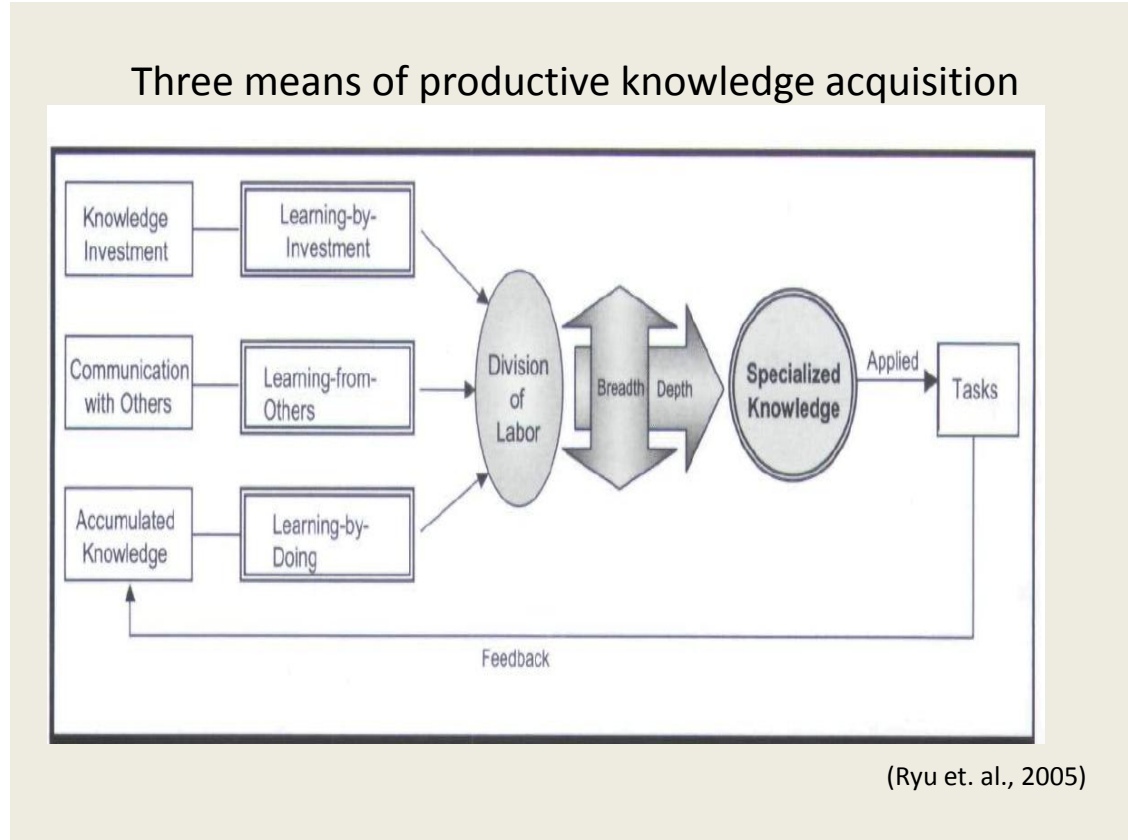 Three means of productive knowledge acquisition
Knowledge
Investment
Learning-by-
Investment
Communication
with Others
Learning-from-
Others
Accumulated
Knowledge
Learning-by-
Doing
Division
of
Labor
Breadth
Depth
Specialized
Knowledge
Applied
Tasks
Feedback
(Ryu et. al., 2005)